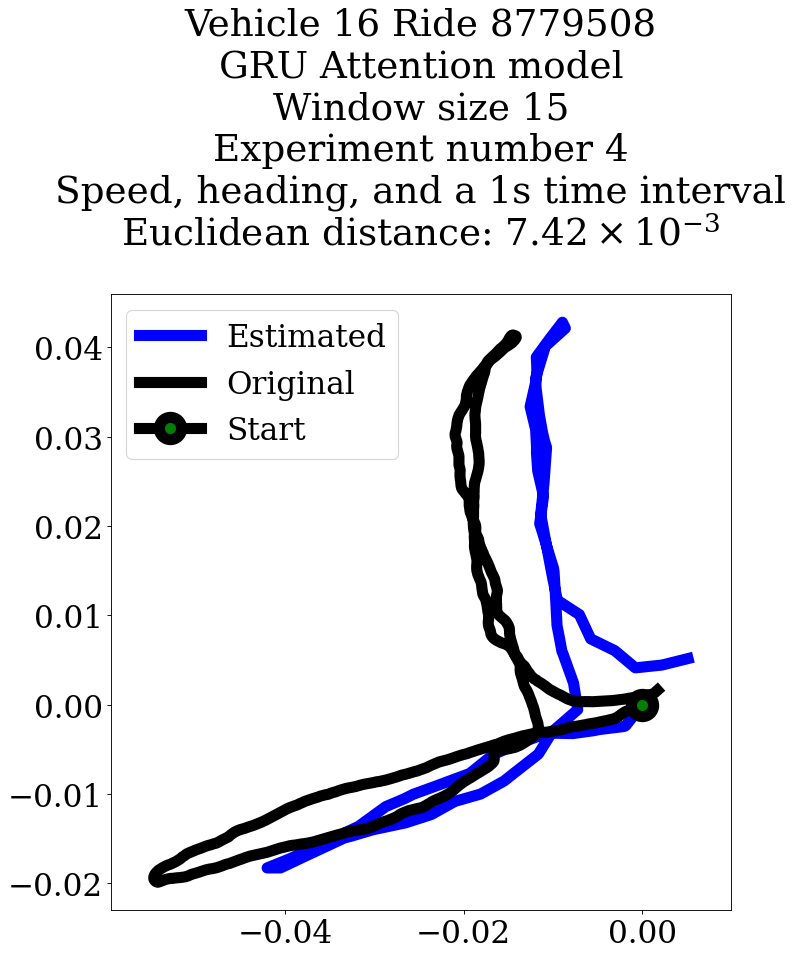 Vehicle 16 Ride 8779508
GRU Attention model
Window size 15
Experiment number 4
Speed, heading, and a 1s time interval
Euclidean distance: 7.42 × 10⁻³
Estimated
Original
Start
0.04
0.03
0.02
0.01
0.00
−0.01
−0.02
−0.04
−0.02
0.00